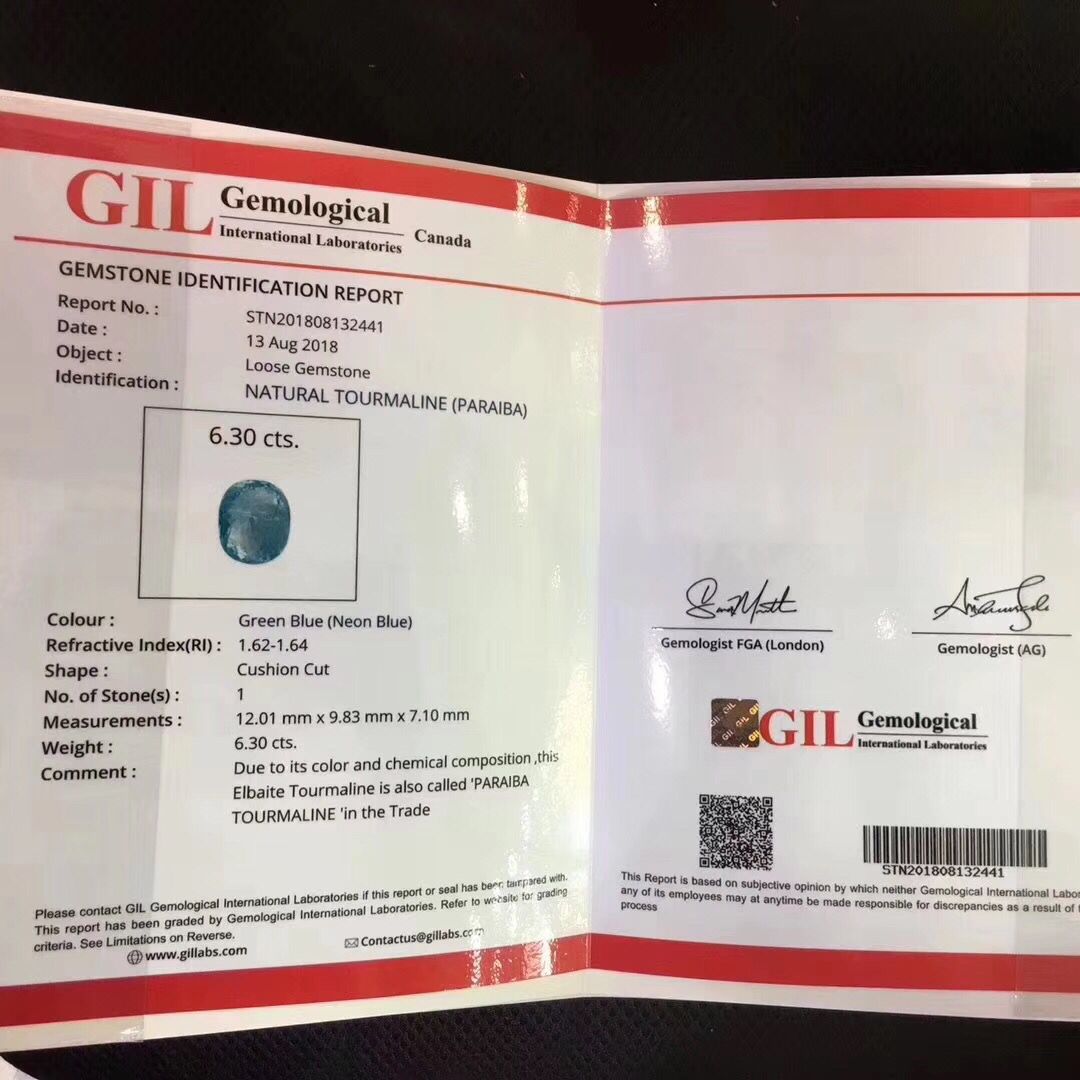 GIL Gemological
International Laboratories Canada
GEMSTONE IDENTIFICATION REPORT
Report No. : STN201808132441
Date : 13 Aug 2018
Object : Loose Gemstone
Identification : NATURAL TOURMALINE (PARAIBA)
6.30 cts.
Colour : Green Blue (Neon Blue)
Refractive Index(RI) : 1.62-1.64
Shape : Cushion Cut
No. of Stone(s) : 1
Measurements : 12.01 mm x 9.83 mm x 7.10 mm
Weight : 6.30 cts.
Comment : Due to its color and chemical composition ,this
Elbaite Tourmaline is also called 'PARAIBA
TOURMALINE 'in the Trade
Please contact GIL Gemological International Laboratories if this report or seal has been tampared with.
This report has been graded by Gemological International Laboratories. Refer to website for grading
criteria. See Limitations on Reverse.
www.gillabs.com Contactus@gillabs.com
Gemologist FGA (London)
Gemologist (AG)
GIL Gemological
International Laboratories
STN201808132441
This Report is based on subjective opinion by which neither Gemological International
any of its employees may at anytime be made responsible for discrepancies as a result of
process